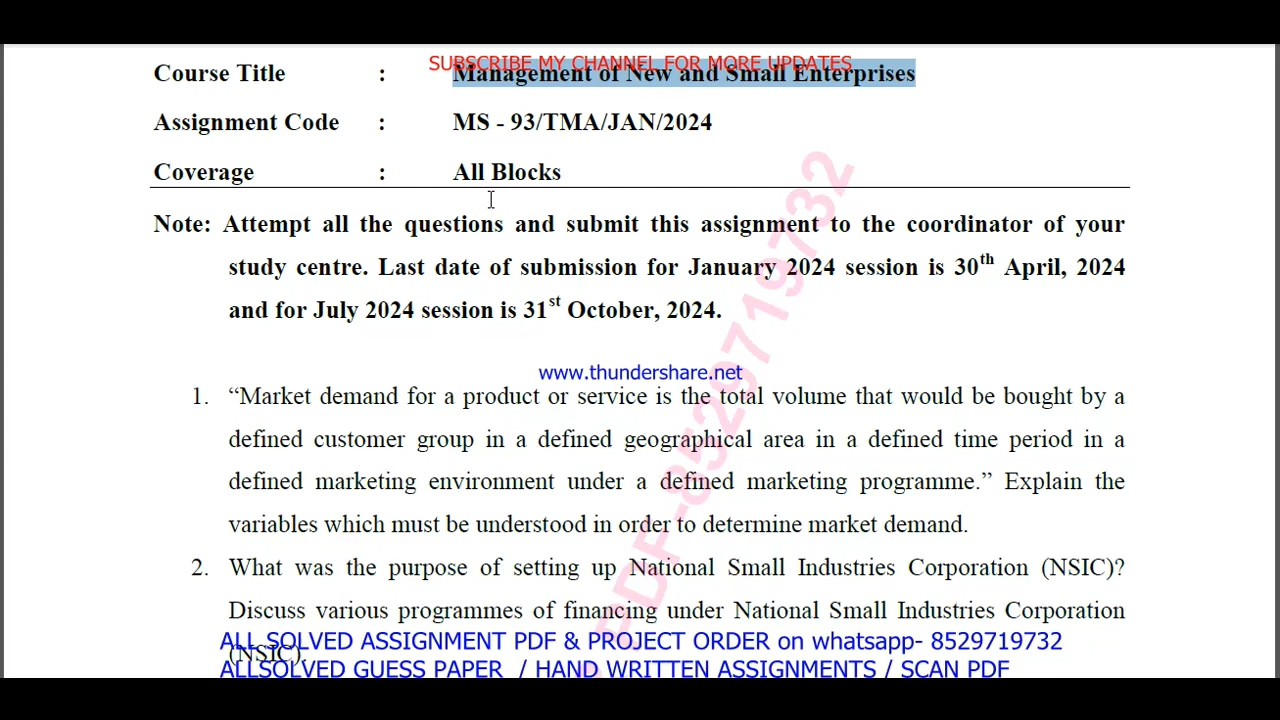 SUBSCRIBE MY CHANNEL FOR MORE UPDATES
Course Title : Management of New and Small Enterprises
Assignment Code : MS - 93/TMA/JAN/2024
Coverage : All Blocks
Note: Attempt all the questions and submit this assignment to the coordinator of your
study centre. Last date of submission for January 2024 session is 30th April, 2024
and for July 2024 session is 31st October, 2024.
www.thundershare.net
1. “Market demand for a product or service is the total volume that would be bought by a
defined customer group in a defined geographical area in a defined time period in a
defined marketing environment under a defined marketing programme.” Explain the
variables which must be understood in order to determine market demand.
2. What was the purpose of setting up National Small Industries Corporation (NSIC)?
Discuss various programmes of financing under National Small Industries Corporation
(NSIC).
ALL SOLVED ASSIGNMENT PDF & PROJECT ORDER on whatsapp- 8529719732
ALLSOLVED GUESS PAPER / HAND WRITTEN ASSIGNMENTS / SCAN PDF
PDF-8529719732